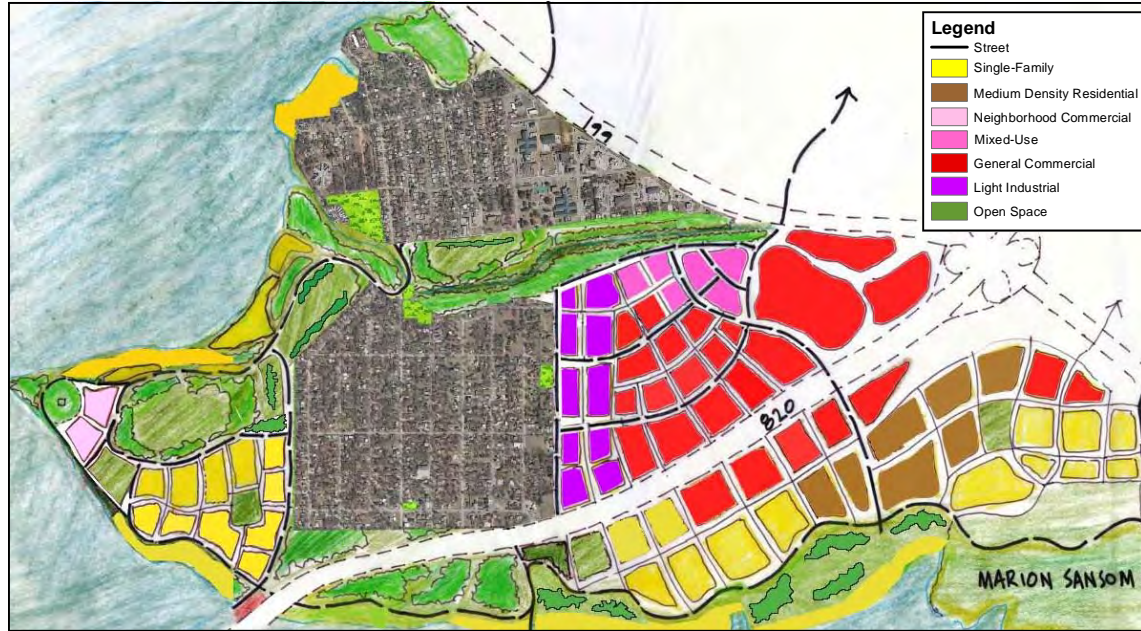 Legend
Street
Single-Family
Medium Density Residential
Neighborhood Commercial
Mixed-Use
General Commercial
Light Industrial
Open Space
199
820
MARION SANSOM